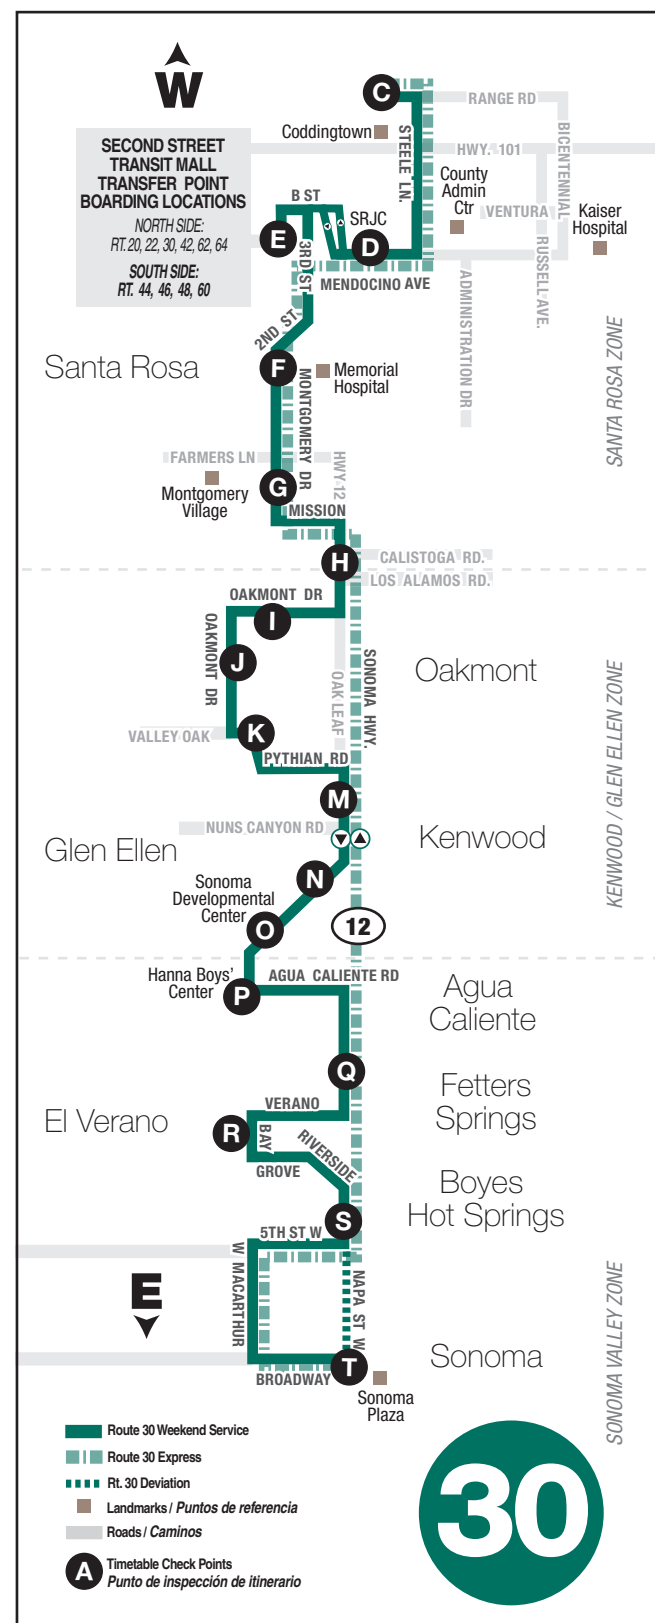 W
SECOND STREET
TRANSIT MALL
TRANSFER POINT
BOARDING LOCATIONS
NORTH SIDE:
RT. 20, 22, 30, 42, 62, 64
SOUTH SIDE:
RT. 44, 46, 48, 60
C
RANGE RD
Coddingtown
STEELE LN.
HWY. 101
BICENTENNIAL
County
Admin
Ctr
VENTURA
Kaiser
Hospital
RUSSELL AVE.
B ST
SRJC
E
D
3RD ST
MENDOCINO AVE
ADMINISTRATION DR
2ND ST
Santa Rosa
SANTA ROSA ZONE
F
Memorial
Hospital
MONTGOMERY DR
FARMERS LN
HWY 12
Montgomery
Village
G
MISSION
H
CALISTOGA RD.
LOS ALAMOS RD.
OAKMONT DR
I
OAKMONT DR
J
OAK LEAF
SONOMA HWY.
Oakmont
VALLEY OAK
K
PYTHIAN RD
KENWOOD / GLEN ELLEN ZONE
M
NUNS CANYON RD
Glen Ellen
Kenwood
Sonoma
Developmental
Center
N
O
12
Hanna Boys'
Center
P
AGUA CALIENTE RD
Agua
Caliente
Q
Fetters
Springs
El Verano
VERANO
R
BAY
GROVE
RIVERSIDE
Boyes
Hot Springs
S
5TH ST W
W MACARTHUR
NAPA ST W
E
SONOMA VALLEY ZONE
T
BROADWAY
Sonoma
Sonoma
Plaza
Route 30 Weekend Service
Route 30 Express
Rt. 30 Deviation
Landmarks / Puntos de referencia
Roads / Caminos
A
Timetable Check Points
Punto de inspección de itinerario
30